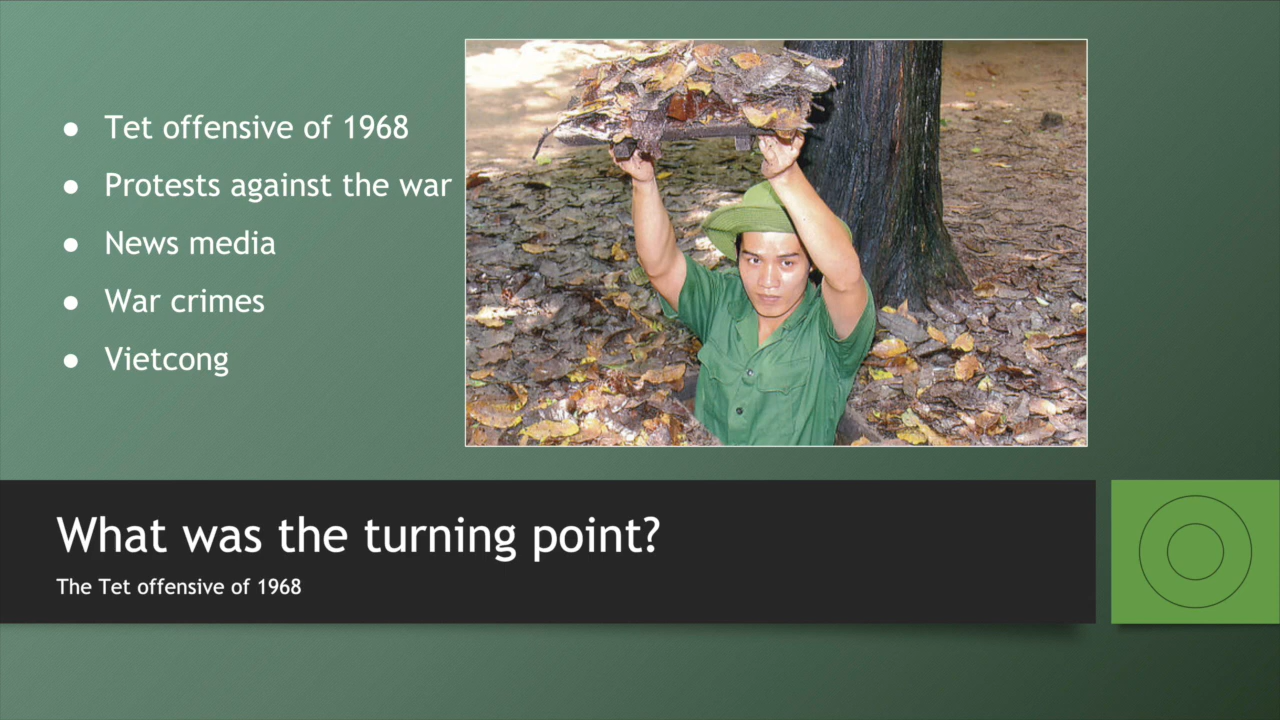 ● Tet offensive of 1968
● Protests against the war
● News media
● War crimes
● Vietcong
What was the turning point?
The Tet offensive of 1968